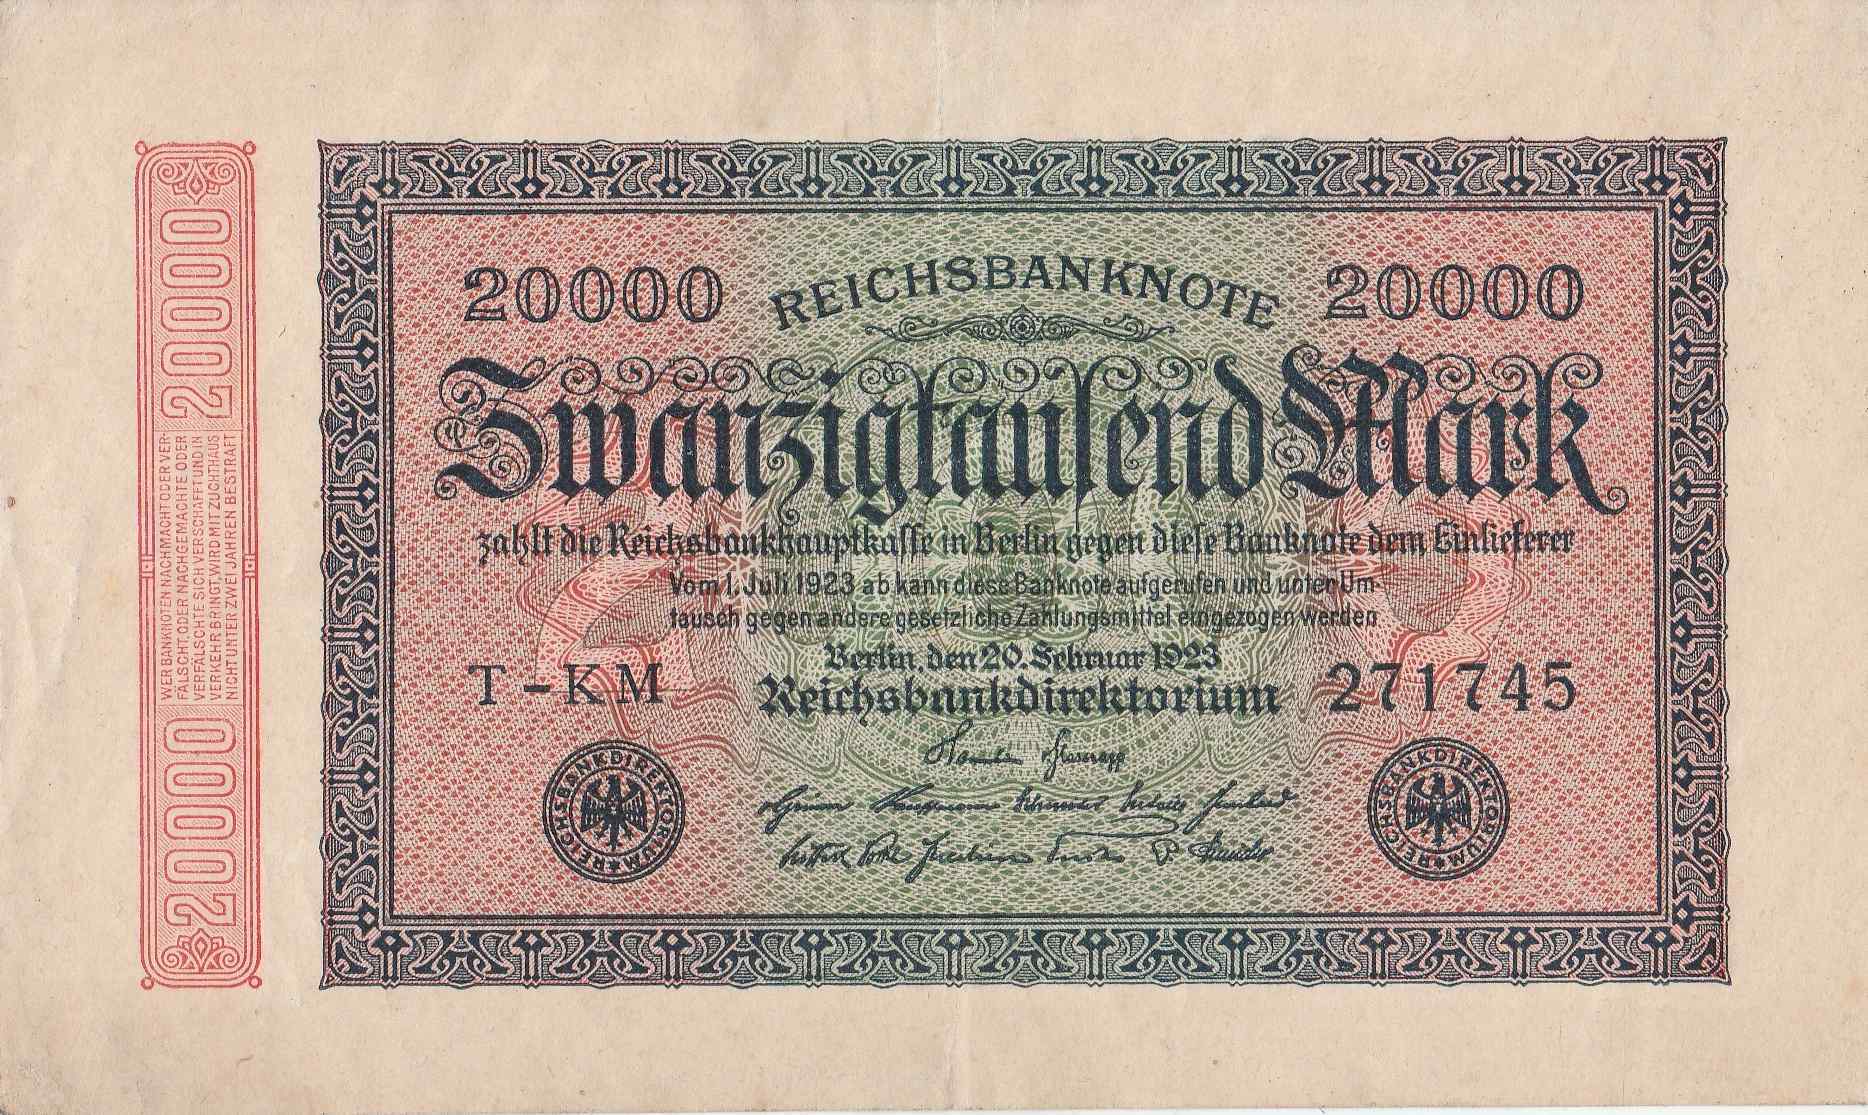 20000
WER BANKNOTEN NACHMACHT ODER VER-
FÄLSCHT, ODER NACHGEMACHTE ODER
VERFÄLSCHTE SICH VERSCHAFFT UND IN
VERKEHR BRINGT, WIRD MIT ZUCHTHAUS
NICHT UNTER ZWEI JAHREN BESTRAFT
20000
20000
REICHSBANKNOTE
20000
Zwanzigtausend Mark
zahlt die Reichsbankhauptkasse in Berlin gegen diese Banknote dem Einlieferer
Vom 1. Juli 1923 ab kann diese Banknote aufgerufen und unter Um-
tausch gegen andere gesetzliche Zahlungsmittel eingezogen werden
Berlin, den 20. Februar 1923
T-KM
Reichsbankdirektorium
271745
REICHSBANKDIREKTORIUM
REICHSBANKDIREKTORIUM